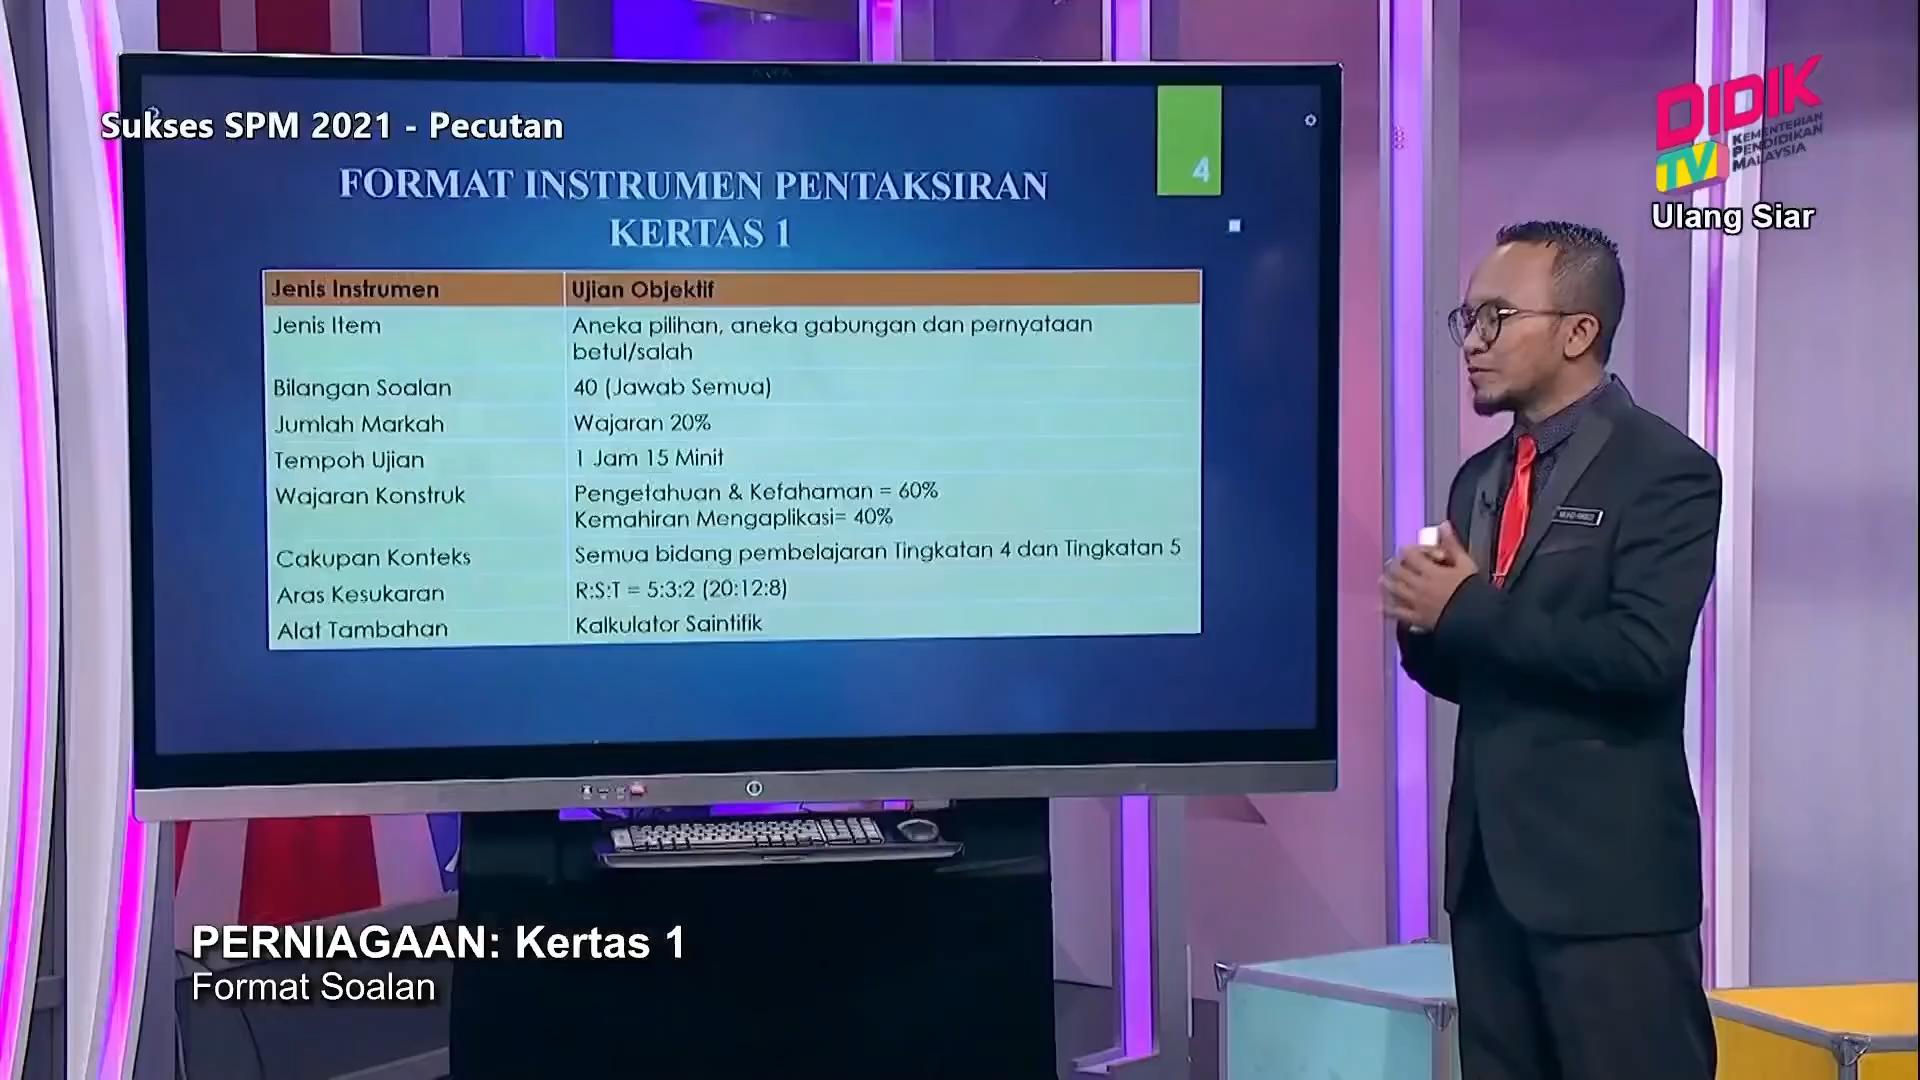 Sukses SPM 2021 - Pecutan
4
FORMAT INSTRUMEN PENTAKSIRAN
KERTAS 1
Jenis Instrumen Ujian Objektif
Jenis Item Aneka pilihan, aneka gabungan dan pernyataan
betul/salah
Bilangan Soalan 40 (Jawab Semua)
Jumlah Markah Wajaran 20%
Tempoh Ujian 1 Jam 15 Minit
Wajaran Konstruk Pengetahuan & Kefahaman = 60%
Kemahiran Mengaplikasi= 40%
Cakupan Konteks Semua bidang pembelajaran Tingkatan 4 dan Tingkatan 5
Aras Kesukaran R:S:T = 5:3:2 (20:12:8)
Alat Tambahan Kalkulator Saintifik
DIDIK
TV
KEMENTERIAN
PENDIDIKAN
MALAYSIA
Ulang Siar
PERNIAGAAN: Kertas 1
Format Soalan